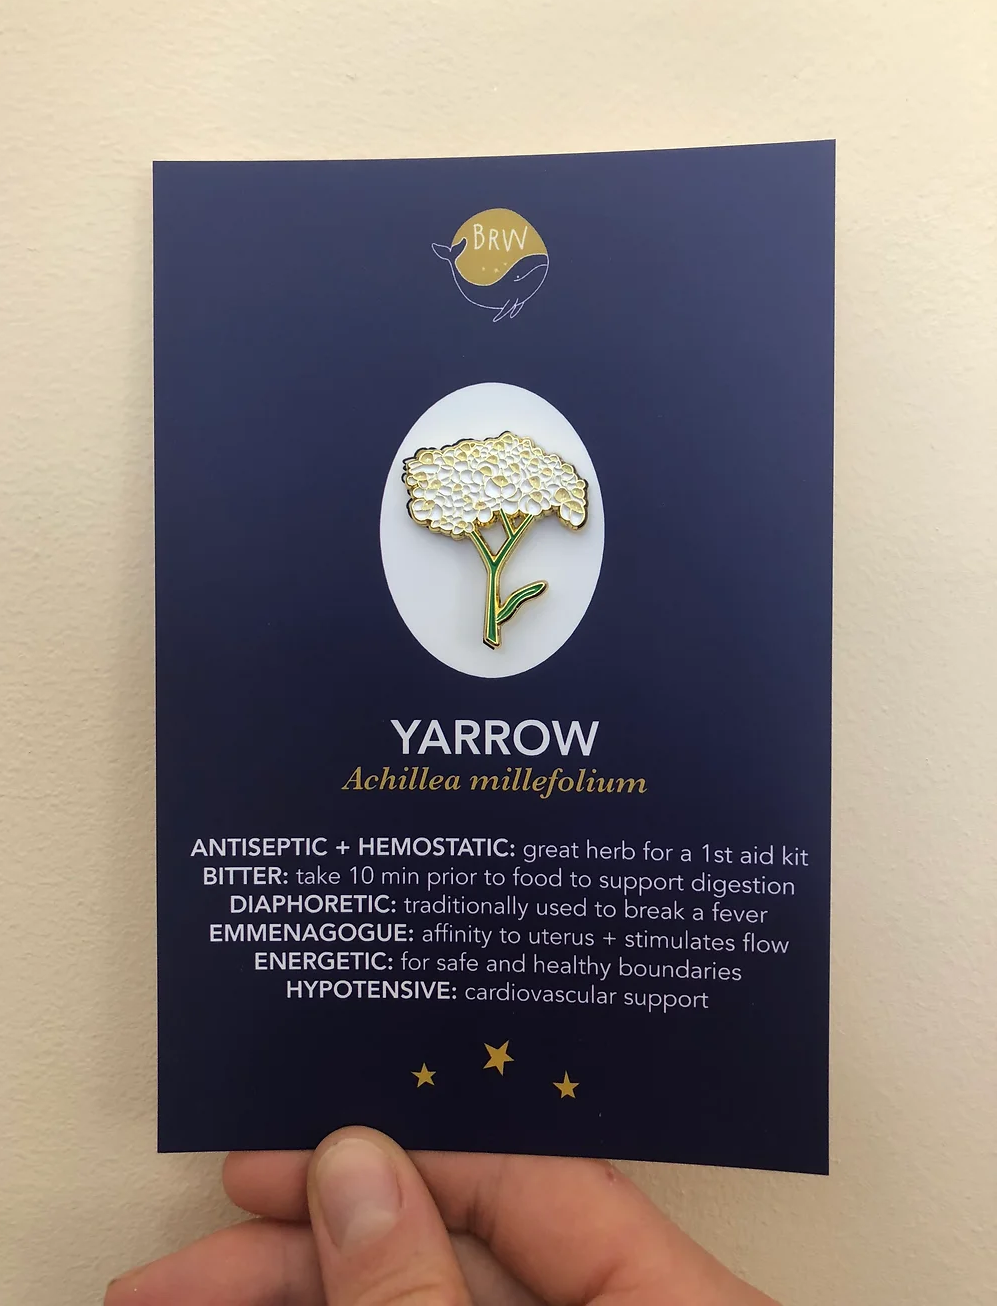 BRW
YARROW
Achillea millefolium
ANTISEPTIC + HEMOSTATIC: great herb for a 1st aid kit
BITTER: take 10 min prior to food to support digestion
DIAPHORETIC: traditionally used to break a fever
EMMENAGOGUE: affinity to uterus + stimulates flow
ENERGETIC: for safe and healthy boundaries
HYPOTENSIVE: cardiovascular support